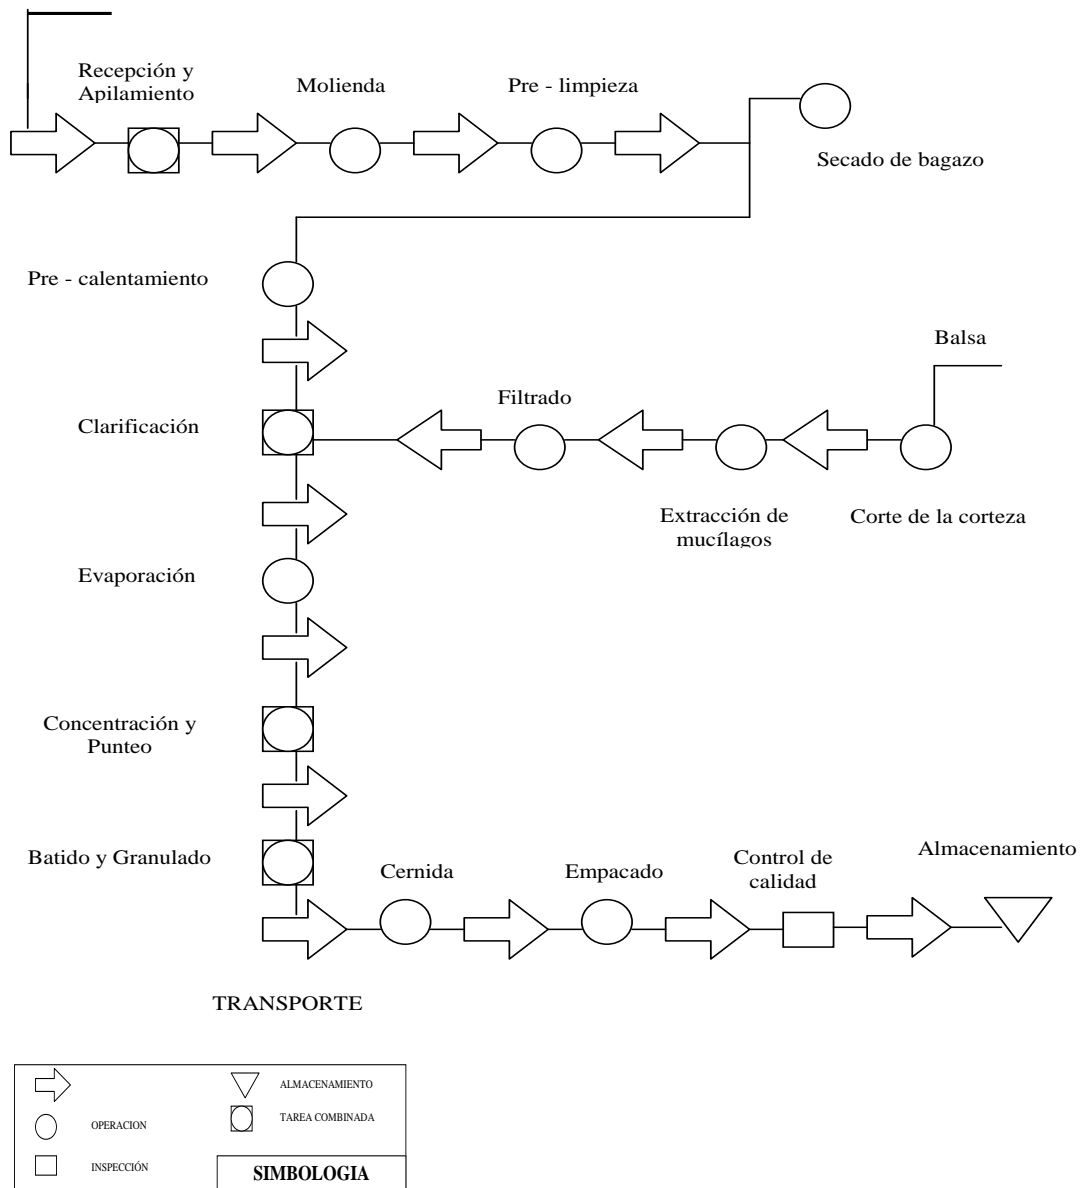 Recepción y
Apilamiento
Molienda
Pre - limpieza
Secado de bagazo
Pre - calentamiento
Balsa
Filtrado
Clarificación
Extracción de
mucílagos
Corte de la corteza
Evaporación
Concentración y
Punteo
Batido y Granulado
Cernida
Empacado
Control de
calidad
Almacenamiento
TRANSPORTE
ALMACENAMIENTO
OPERACION
TAREA COMBINADA
INSPECCIÓN
SIMBOLOGIA